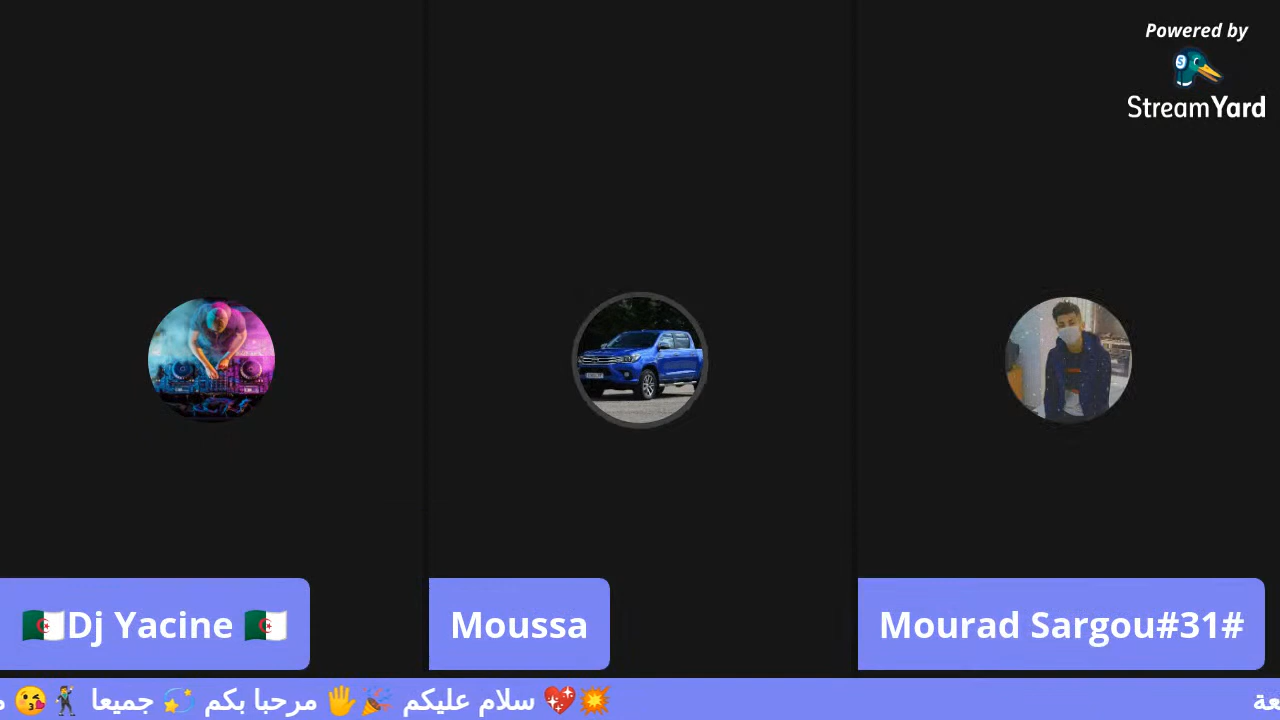 Powered by
StreamYard
🇩🇿Dj Yacine 🇩🇿
Moussa
Mourad Sargou#31#
💥💖 سلام عليكم 🎉🖐 مرحبا بكم 💫 جميعا 🕺😘